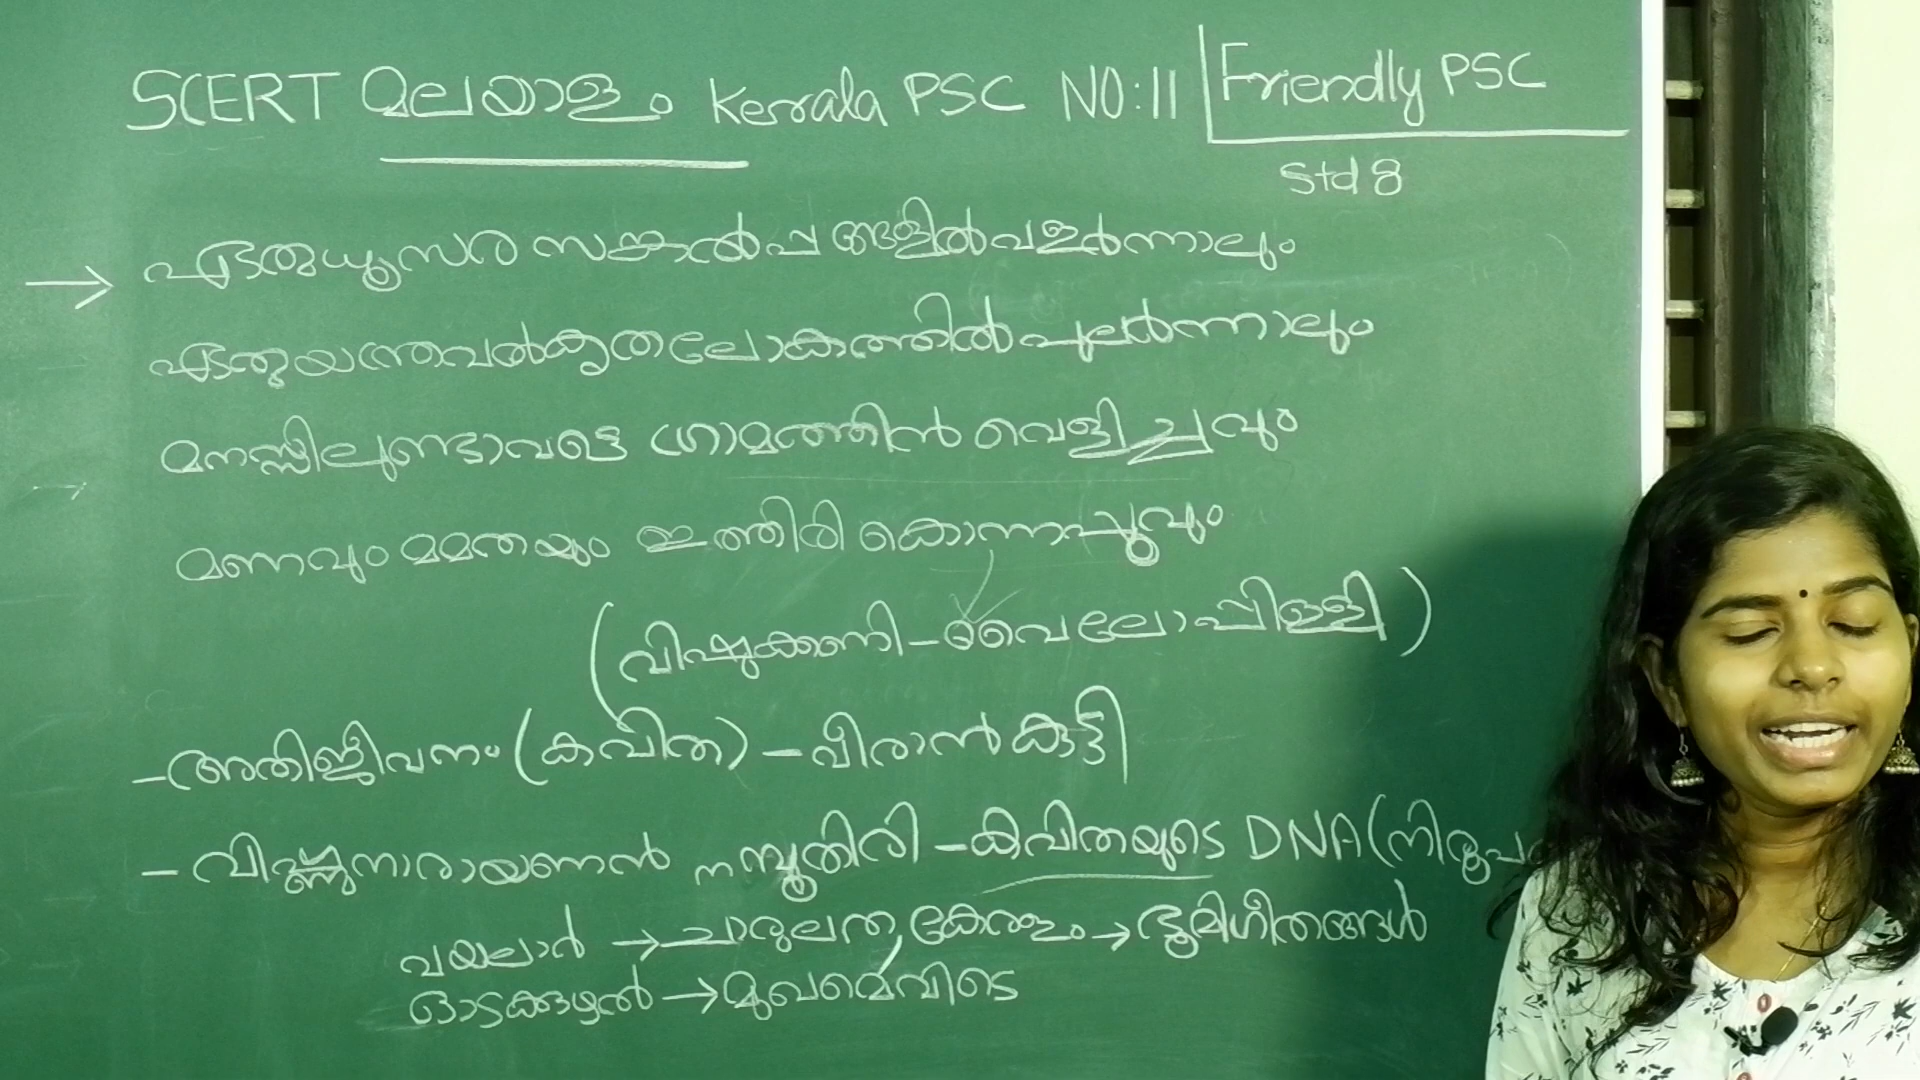 SCERT മലയാളം Kerala PSC NO:11
Friendly PSC
Std 8
ഏതു ധൂസര സങ്കൽപ്പങ്ങളിൽ വളർന്നാലും
ഏതു യന്ത്രവൽകൃത ലോകത്തിൽ പുലർന്നാലും
മനസ്സിലുണ്ടാവട്ടെ ഗ്രാമത്തിൻ വെളിച്ചവും
മണവും മമതയും ഇത്തിരി കൊന്നപ്പൂവും
(വിഷുക്കണി - വൈലോപ്പിള്ളി)
- അതിജീവനം (കവിത) - വീരാൻ കുട്ടി
- വിഷ്ണുനാരായണൻ നമ്പൂതിരി - കവിതയുടെ DNA (നിരൂപ
വയലാർ → ചാരുലത, കേരളം → ഭൂമിഗീതങ്ങൾ
ഓടക്കുഴൽ → മുഖമെവിടെ